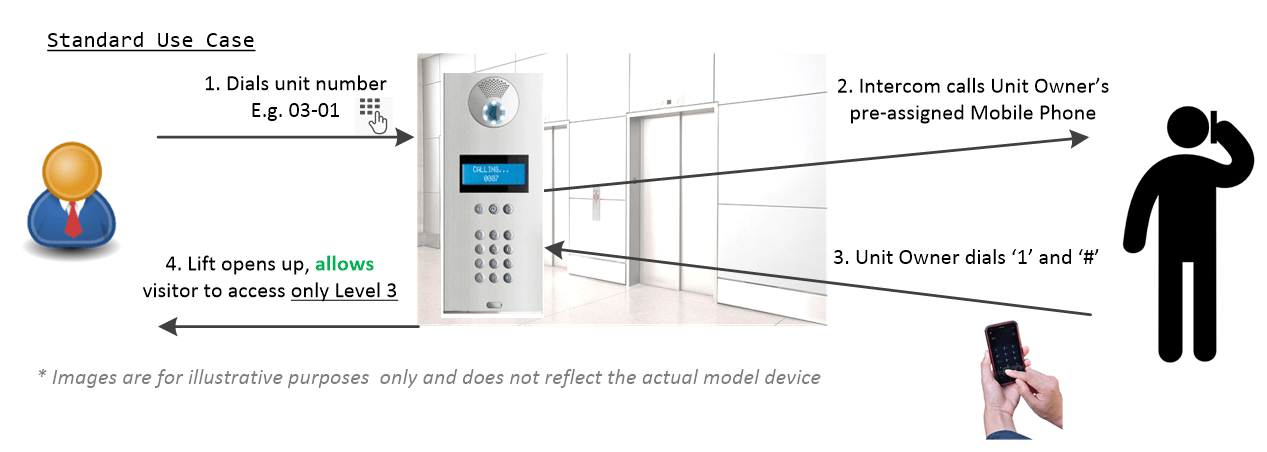 Standard Use Case
1. Dials unit number
E.g. 03-01
2. Intercom calls Unit Owner’s
pre-assigned Mobile Phone
CALLING...
0007
3. Unit Owner dials ‘1’ and ‘#’
4. Lift opens up, allows
visitor to access only Level 3
* Images are for illustrative purposes  only and does not reflect the actual model device